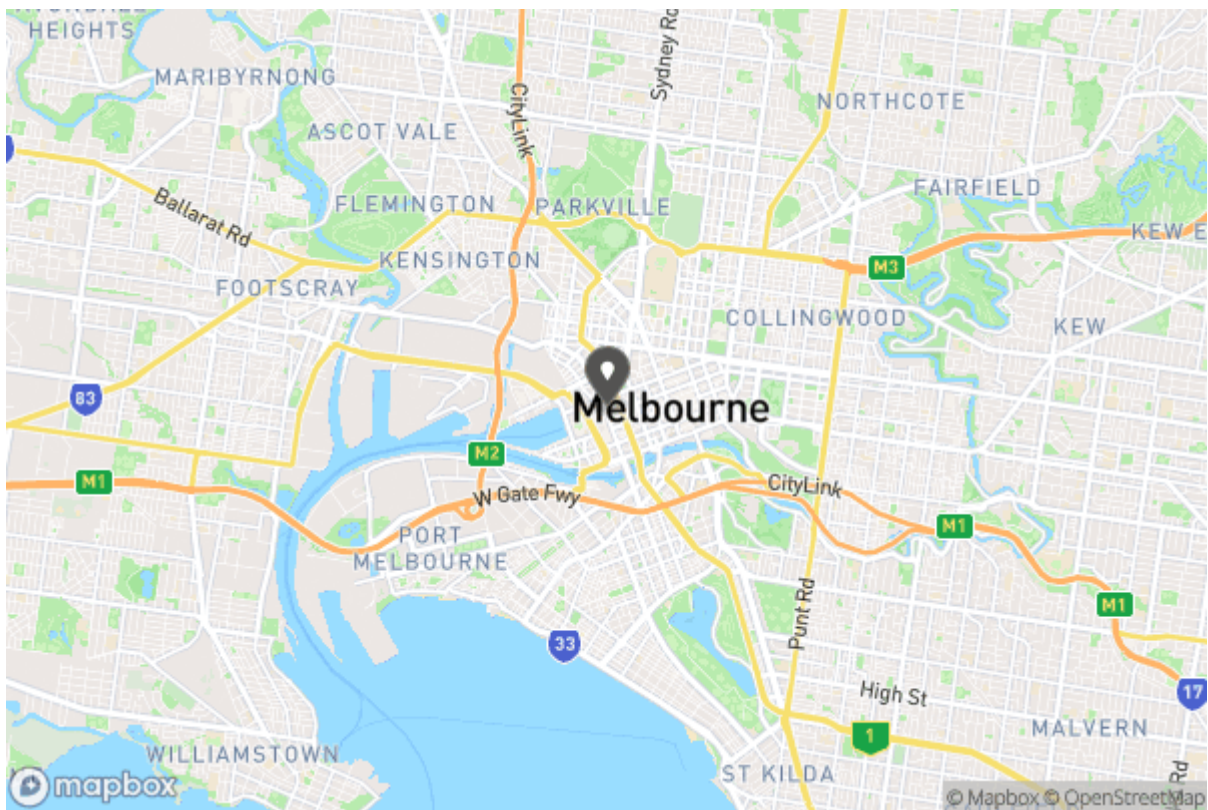 HEIGHTS
MARIBYRNONG
CityLink
Sydney Rd
NORTHCOTE
ASCOT VALE
Ballarat Rd
FLEMINGTON
PARKVILLE
FAIRFIELD
KEW E
KENSINGTON
M3
FOOTSCRAY
COLLINGWOOD
KEW
83
Melbourne
M2
M1
W Gate Fwy
CityLink
M1
PORT
MELBOURNE
Punt Rd
M1
33
High St
17
MALVERN
1
WILLIAMSTOWN
ST KILDA
Rd
mapbox
© Mapbox © OpenStreetMap